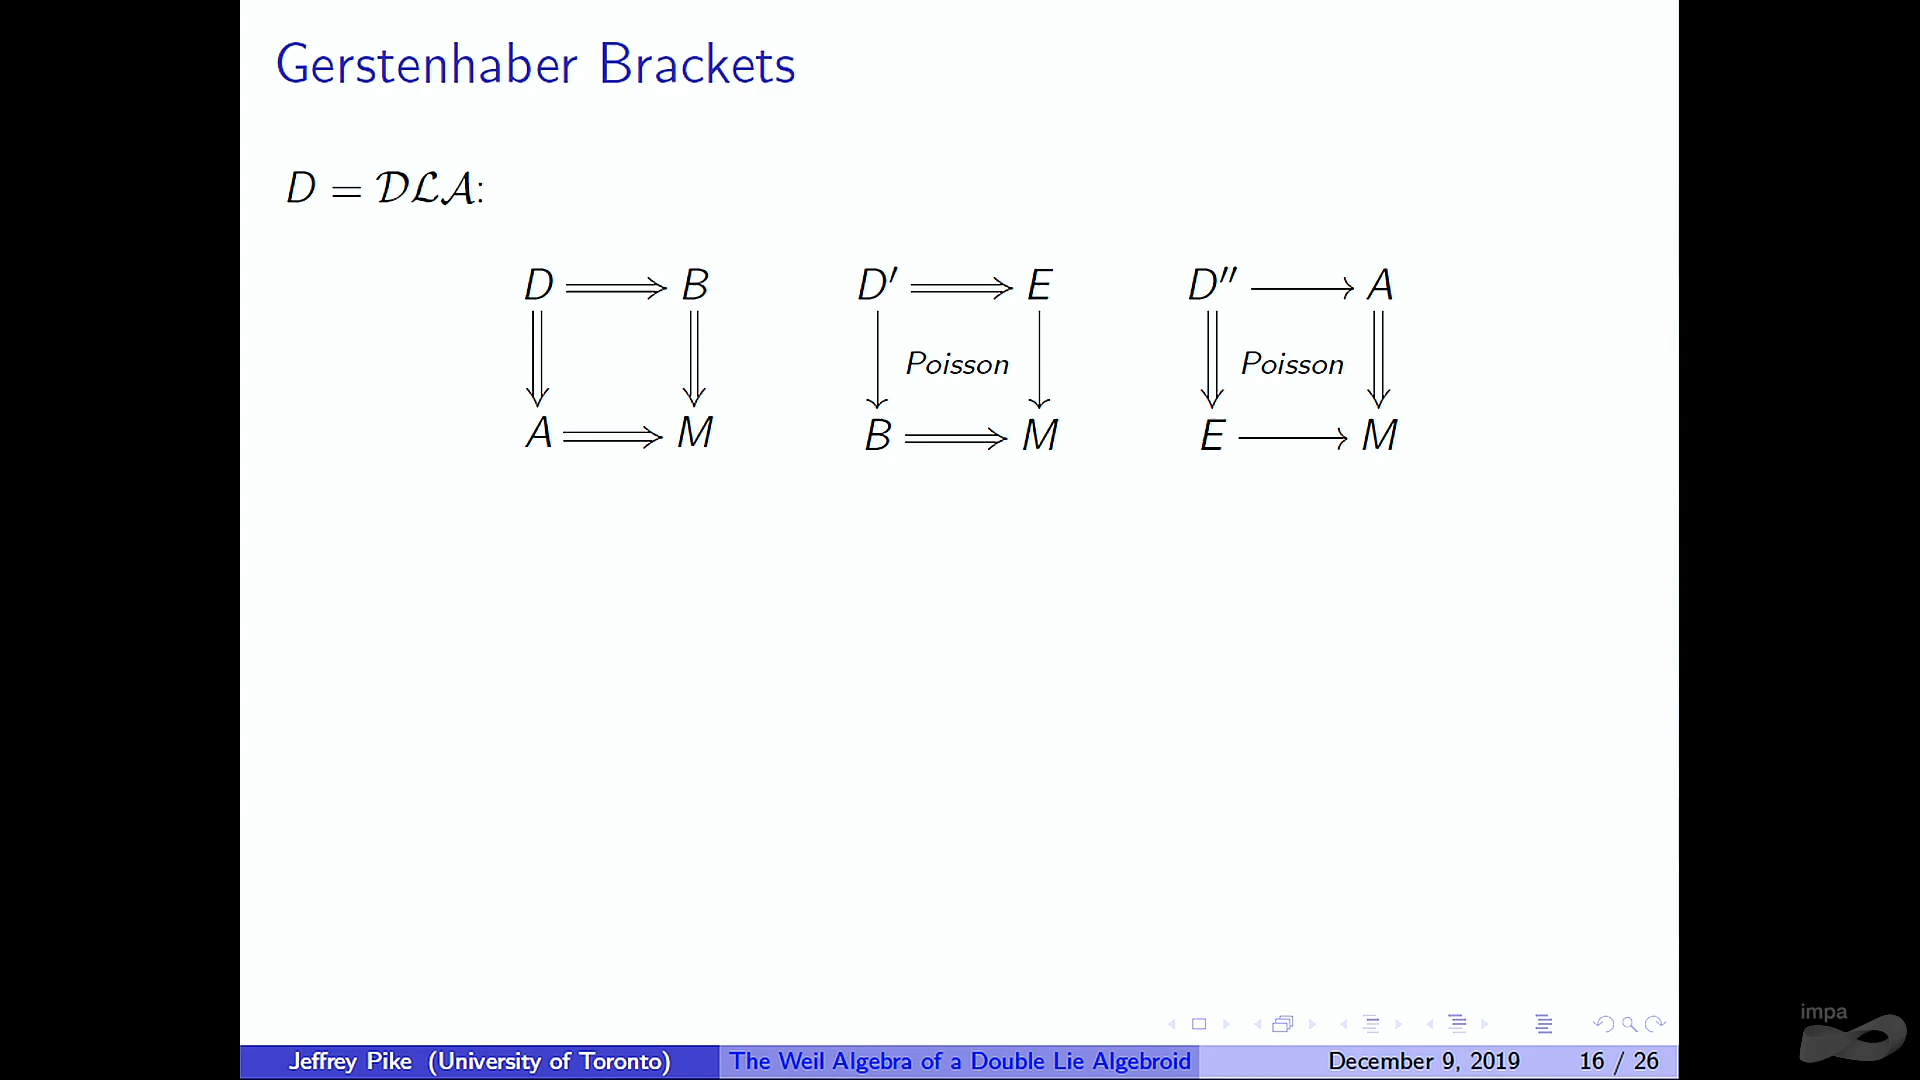 Gerstenhaber Brackets
D = 𝒟ℒ𝒜:
D ⟹ B D′ ⟹ E D″ ⟶ A
Poisson Poisson
A ⟹ M B ⟹ M E ⟶ M
impa
Jeffrey Pike (University of Toronto) The Weil Algebra of a Double Lie Algebroid December 9, 2019 16 / 26